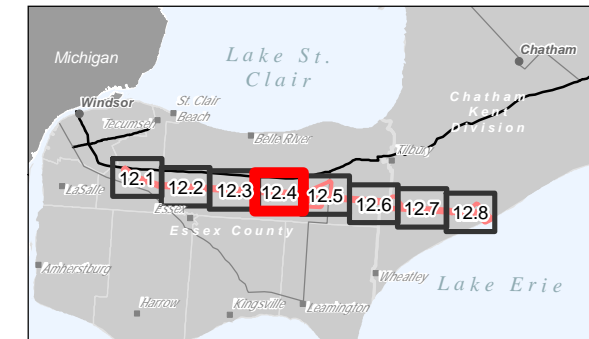 Michigan
Lake St.
Clair
Chatham
Windsor
St. Clair
Beach
Tecumseh
Chatham
Kent
Division
Belle River
Tilbury
12.1
12.2
12.3
12.4
12.5
12.6
12.7
12.8
LaSalle
Essex
Essex County
Amherstburg
Wheatley
Lake Erie
Harrow
Kingsville
Leamington